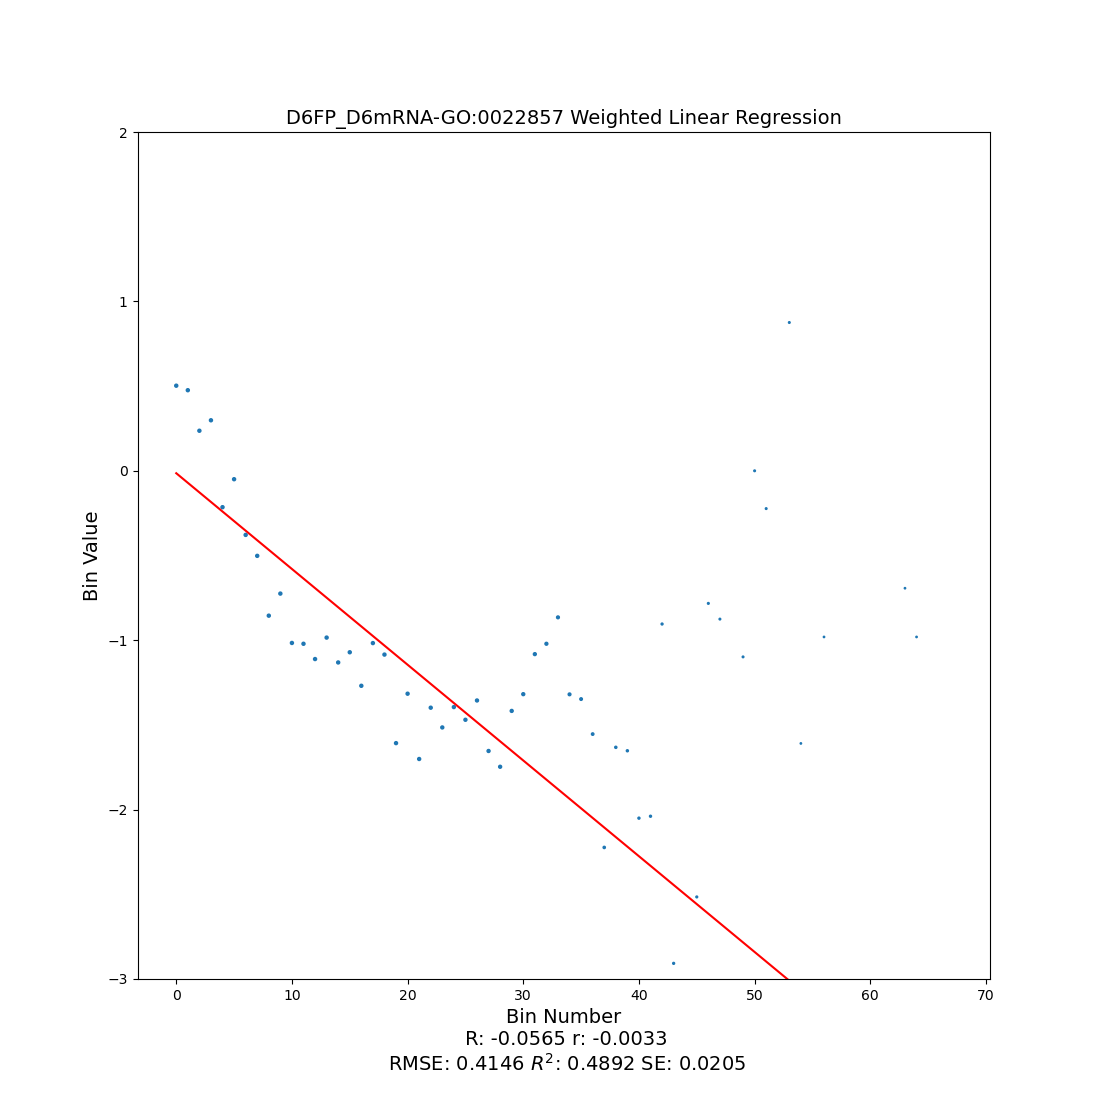 D6FP_D6mRNA-GO:0022857 Weighted Linear Regression
2
1
0
−1
−2
−3
Bin Value
0 10 20 30 40 50 60 70
Bin Number
R: -0.0565 r: -0.0033
RMSE: 0.4146 R²: 0.4892 SE: 0.0205